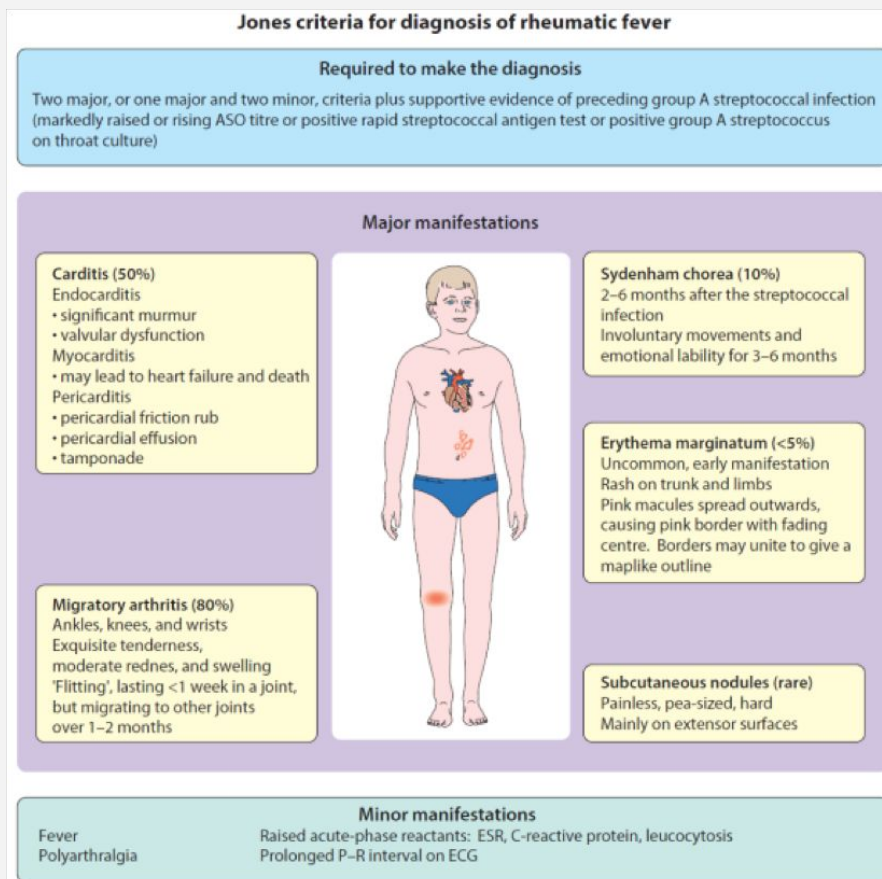 Jones criteria for diagnosis of rheumatic fever
Required to make the diagnosis
Two major, or one major and two minor, criteria plus supportive evidence of preceding group A streptococcal infection
(markedly raised or rising ASO titre or positive rapid streptococcal antigen test or positive group A streptococcus
on throat culture)
Major manifestations
Carditis (50%)
Endocarditis
• significant murmur
• valvular dysfunction
Myocarditis
• may lead to heart failure and death
Pericarditis
• pericardial friction rub
• pericardial effusion
• tamponade
Migratory arthritis (80%)
Ankles, knees, and wrists
Exquisite tenderness,
moderate rednes, and swelling
'Flitting', lasting <1 week in a joint,
but migrating to other joints
over 1–2 months
Sydenham chorea (10%)
2–6 months after the streptococcal
infection
Involuntary movements and
emotional lability for 3–6 months
Erythema marginatum (<5%)
Uncommon, early manifestation
Rash on trunk and limbs
Pink macules spread outwards,
causing pink border with fading
centre. Borders may unite to give a
maplike outline
Subcutaneous nodules (rare)
Painless, pea-sized, hard
Mainly on extensor surfaces
Minor manifestations
Fever
Polyarthralgia
Raised acute-phase reactants: ESR, C-reactive protein, leucocytosis
Prolonged P–R interval on ECG